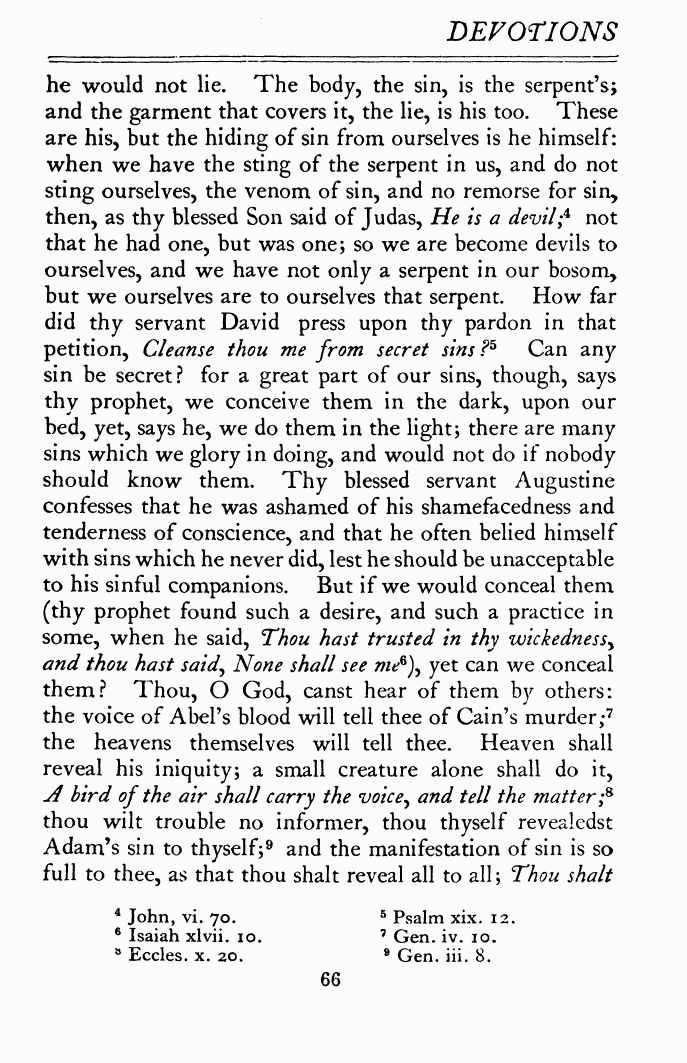 DEVOTIONS
he would not lie. The body, the sin, is the serpent's;
and the garment that covers it, the lie, is his too. These
are his, but the hiding of sin from ourselves is he himself:
when we have the sting of the serpent in us, and do not
sting ourselves, the venom of sin, and no remorse for sin,
then, as thy blessed Son said of Judas, He is a devil;⁴ not
that he had one, but was one; so we are become devils to
ourselves, and we have not only a serpent in our bosom,
but we ourselves are to ourselves that serpent. How far
did thy servant David press upon thy pardon in that
petition, Cleanse thou me from secret sins?⁵ Can any
sin be secret? for a great part of our sins, though, says
thy prophet, we conceive them in the dark, upon our
bed, yet, says he, we do them in the light; there are many
sins which we glory in doing, and would not do if nobody
should know them. Thy blessed servant Augustine
confesses that he was ashamed of his shamefacedness and
tenderness of conscience, and that he often belied himself
with sins which he never did, lest he should be unacceptable
to his sinful companions. But if we would conceal them
(thy prophet found such a desire, and such a practice in
some, when he said, Thou hast trusted in thy wickedness,
and thou hast said, None shall see me⁶), yet can we conceal
them? Thou, O God, canst hear of them by others:
the voice of Abel's blood will tell thee of Cain's murder;⁷
the heavens themselves will tell thee. Heaven shall
reveal his iniquity; a small creature alone shall do it,
A bird of the air shall carry the voice, and tell the matter;⁸
thou wilt trouble no informer, thou thyself revealedst
Adam's sin to thyself;⁹ and the manifestation of sin is so
full to thee, as that thou shalt reveal all to all; Thou shalt
⁴ John, vi. 70. ⁵ Psalm xix. 12.
⁶ Isaiah xlvii. 10. ⁷ Gen. iv. 10.
⁸ Eccles. x. 20. ⁹ Gen. iii. 8.
66